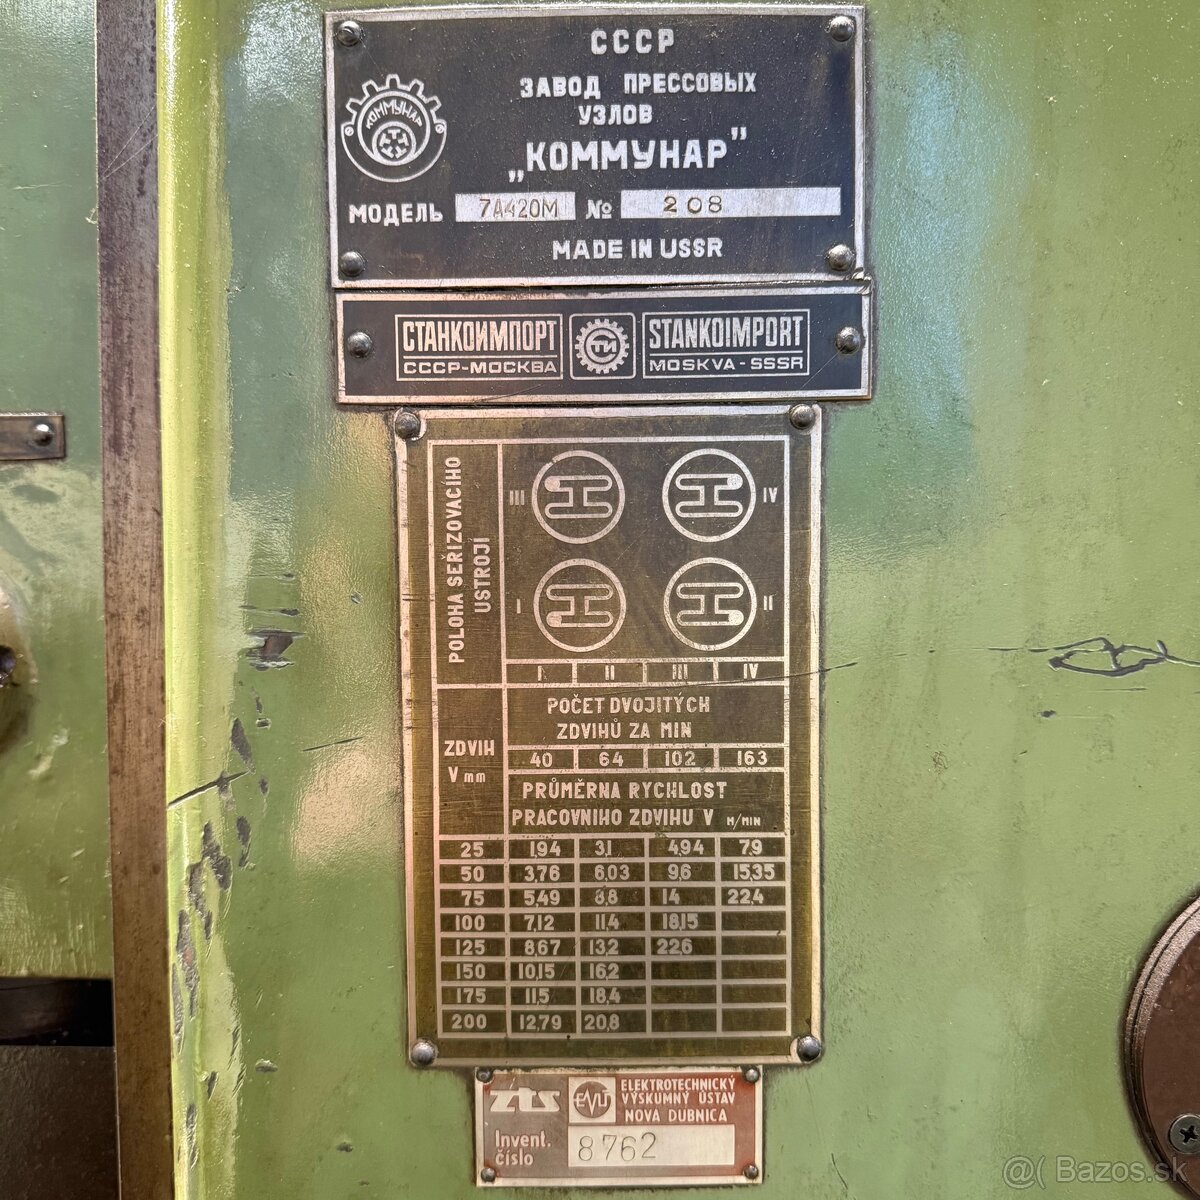 СССР
ЗАВОД ПРЕССОВЫХ
УЗЛОВ
„КОММУНАР”
КОММУНАР
МОДЕЛЬ 7А420М № 208
MADE IN USSR
СТАНКОИМПОРТ
СССР-МОСКВА
СТИ
STANKOIMPORT
MOSKVA - SSSR
POLOHA SEŘIZOVACÍHO
USTROJÍ
III IV
I II
I II III IV
POČET DVOJITÝCH
ZDVIHŮ ZA MIN
ZDVIH
V mm
40 64 102 163
PRŮMĚRNA RYCHLOST
PRACOVNIHO ZDVIHU V M/MIN
25 1,94 3,1 4,94 7,9
50 3,76 6,03 9,6 15,35
75 5,49 8,8 14 22,4
100 7,12 11,4 18,15
125 8,67 13,2 22,6
150 10,15 16,2
175 11,5 18,4
200 12,79 20,8
zts EVÚ ELEKTROTECHNICKÝ
VÝSKUMNÝ ÚSTAV
NOVA DUBNICA
Invent.
číslo 8762
@( Bazos.sk